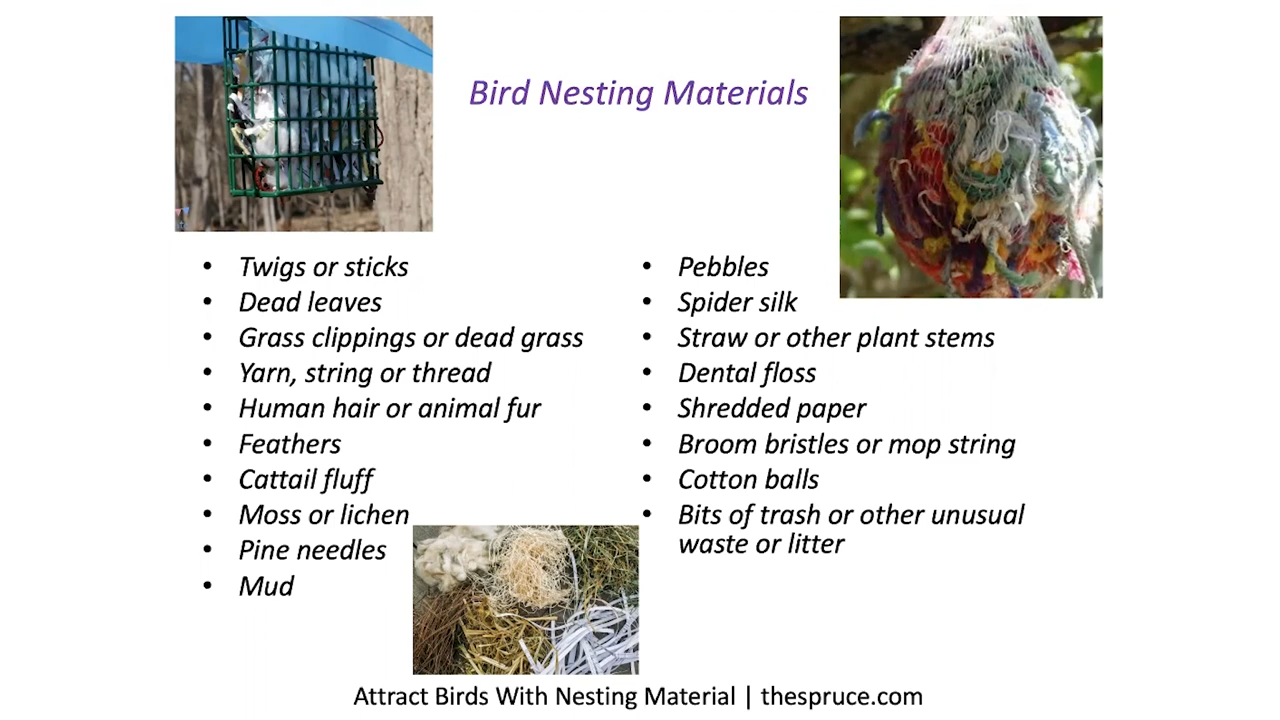 Bird Nesting Materials
• Twigs or sticks
• Dead leaves
• Grass clippings or dead grass
• Yarn, string or thread
• Human hair or animal fur
• Feathers
• Cattail fluff
• Moss or lichen
• Pine needles
• Mud
• Pebbles
• Spider silk
• Straw or other plant stems
• Dental floss
• Shredded paper
• Broom bristles or mop string
• Cotton balls
• Bits of trash or other unusual
waste or litter
Attract Birds With Nesting Material | thespruce.com